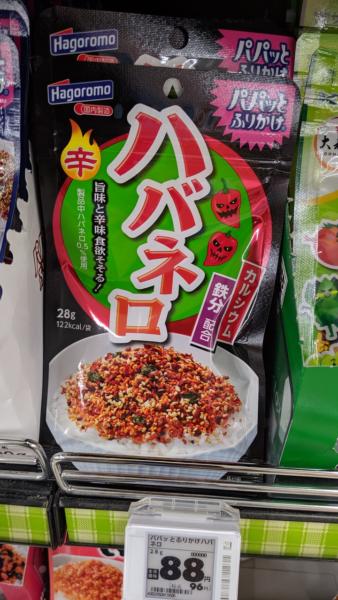 Hagoromo
パパッと
ふりかけ
Hagoromo
国内製造
パパッと
ふりかけ
辛
ハバネロ
旨味と辛味食欲そそる!
製品中ハバネロ
0.5%使用
カルシウム
鉄分
配合
28g
122kcal/袋
パパッとふりかけハバ
ネロ
28g
88円
96